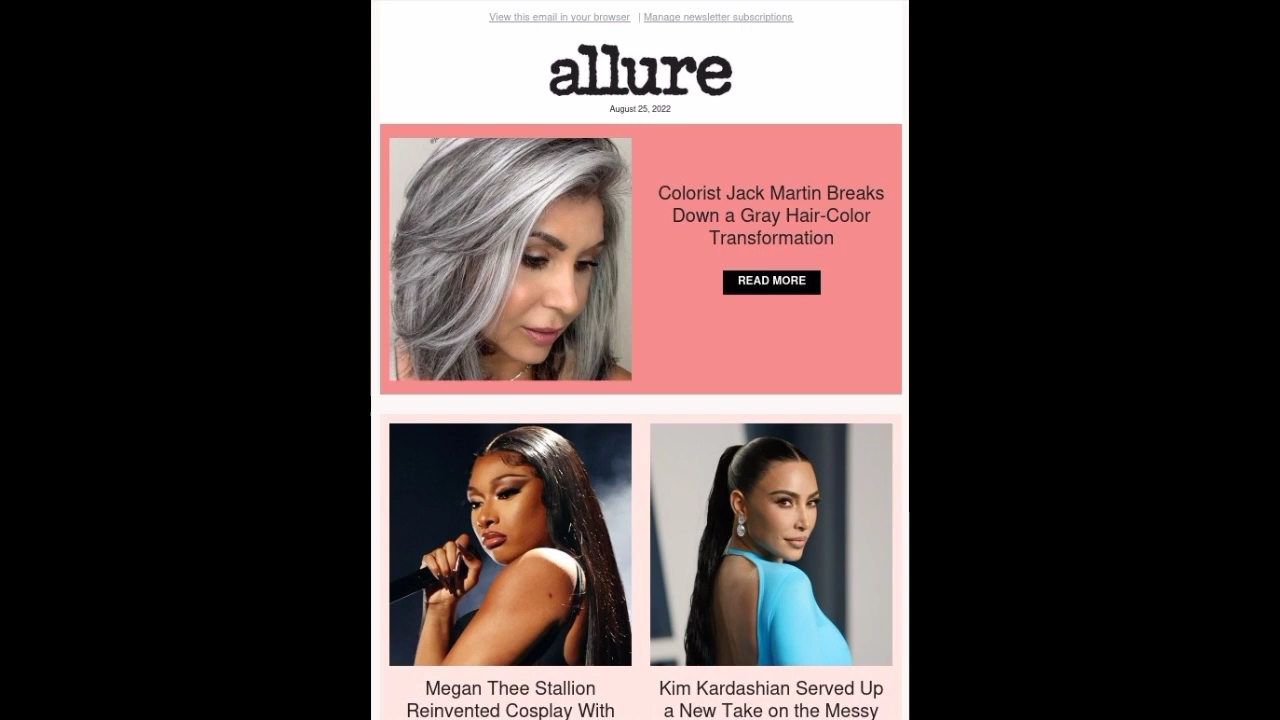 View this email in your browser | Manage newsletter subscriptions
allure
August 25, 2022
Colorist Jack Martin Breaks
Down a Gray Hair-Color
Transformation
READ MORE
Megan Thee Stallion
Reinvented Cosplay With
Kim Kardashian Served Up
a New Take on the Messy